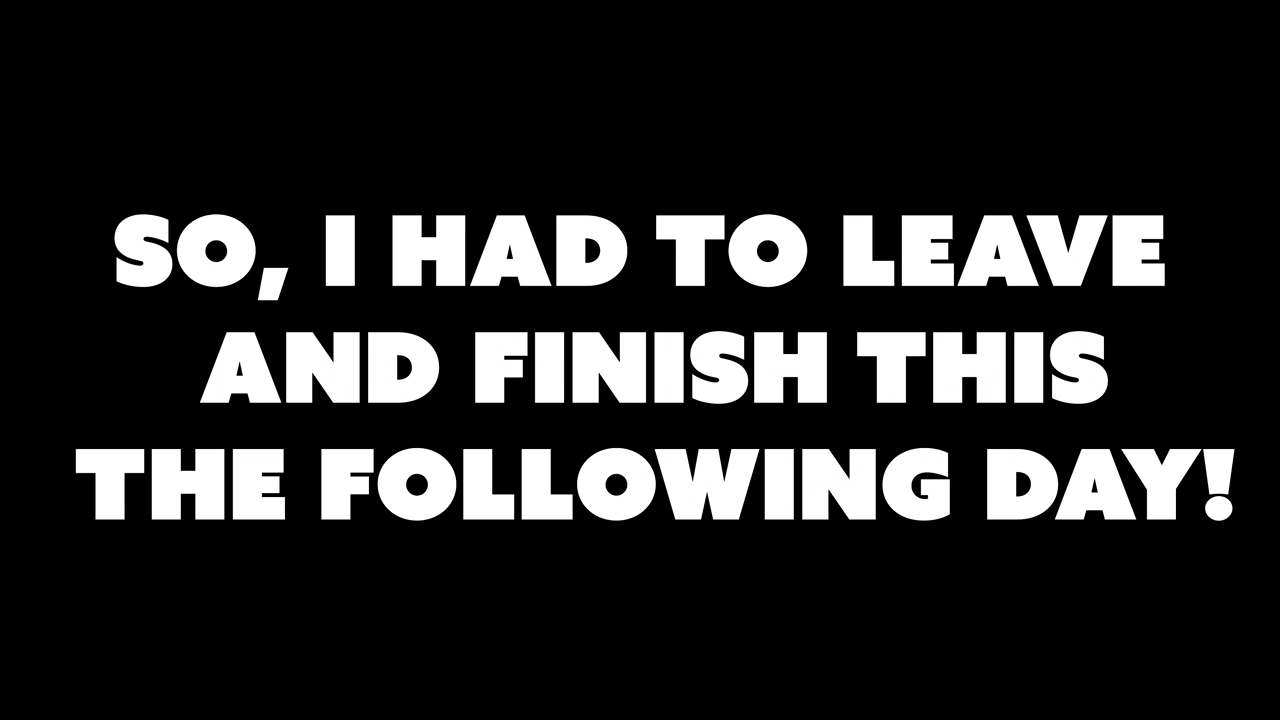 SO, I HAD TO LEAVE
AND FINISH THIS
THE FOLLOWING DAY!